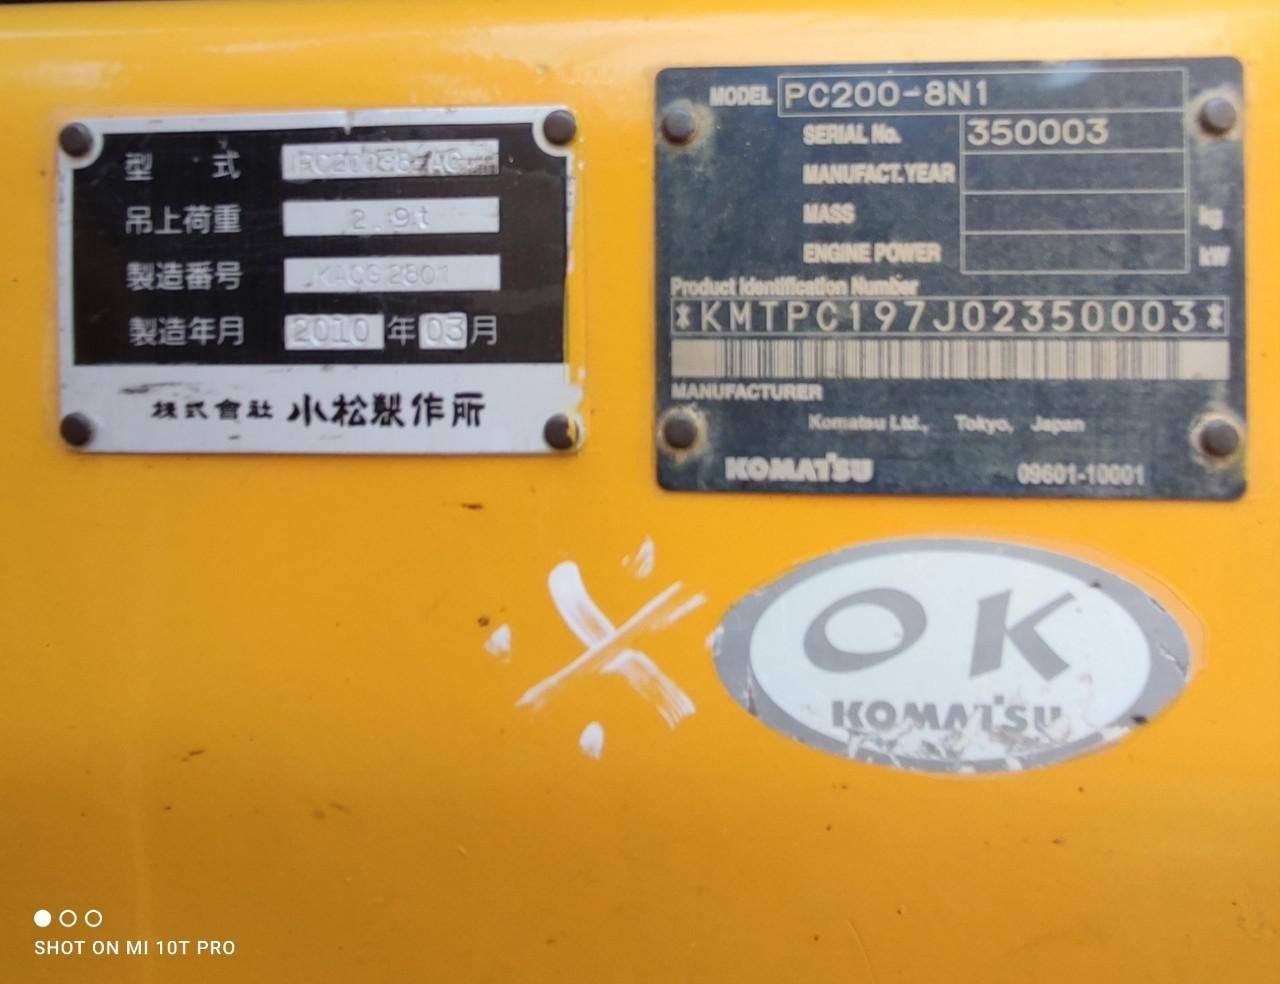 型 式
吊上荷重 2.9t
製造番号 KACG2801
製造年月 2010 年 03 月
株式會社 小松製作所
MODEL PC200-8N1
SERIAL No. 350003
MANUFACT.YEAR
MASS kg
ENGINE POWER kW
Product Identification Number
*KMTPC197J02350003*
MANUFACTURER
Komatsu Ltd., Tokyo, Japan
KOMATSU 09601-10001
OK
KOMATSU
SHOT ON MI 10T PRO